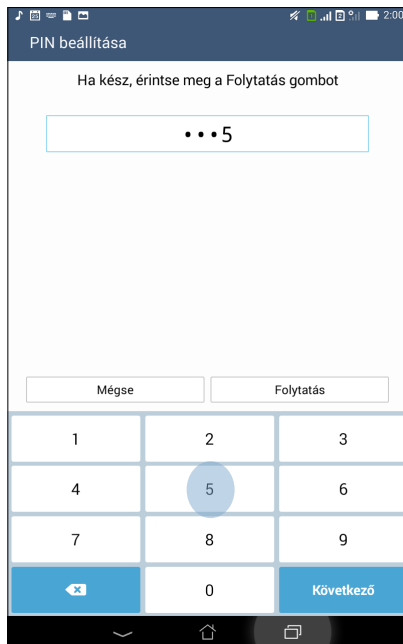 2:00
PIN beállítása
Ha kész, érintse meg a Folytatás gombot
•••5
Mégse
Folytatás
1
2
3
4
5
6
7
8
9
0
Következő